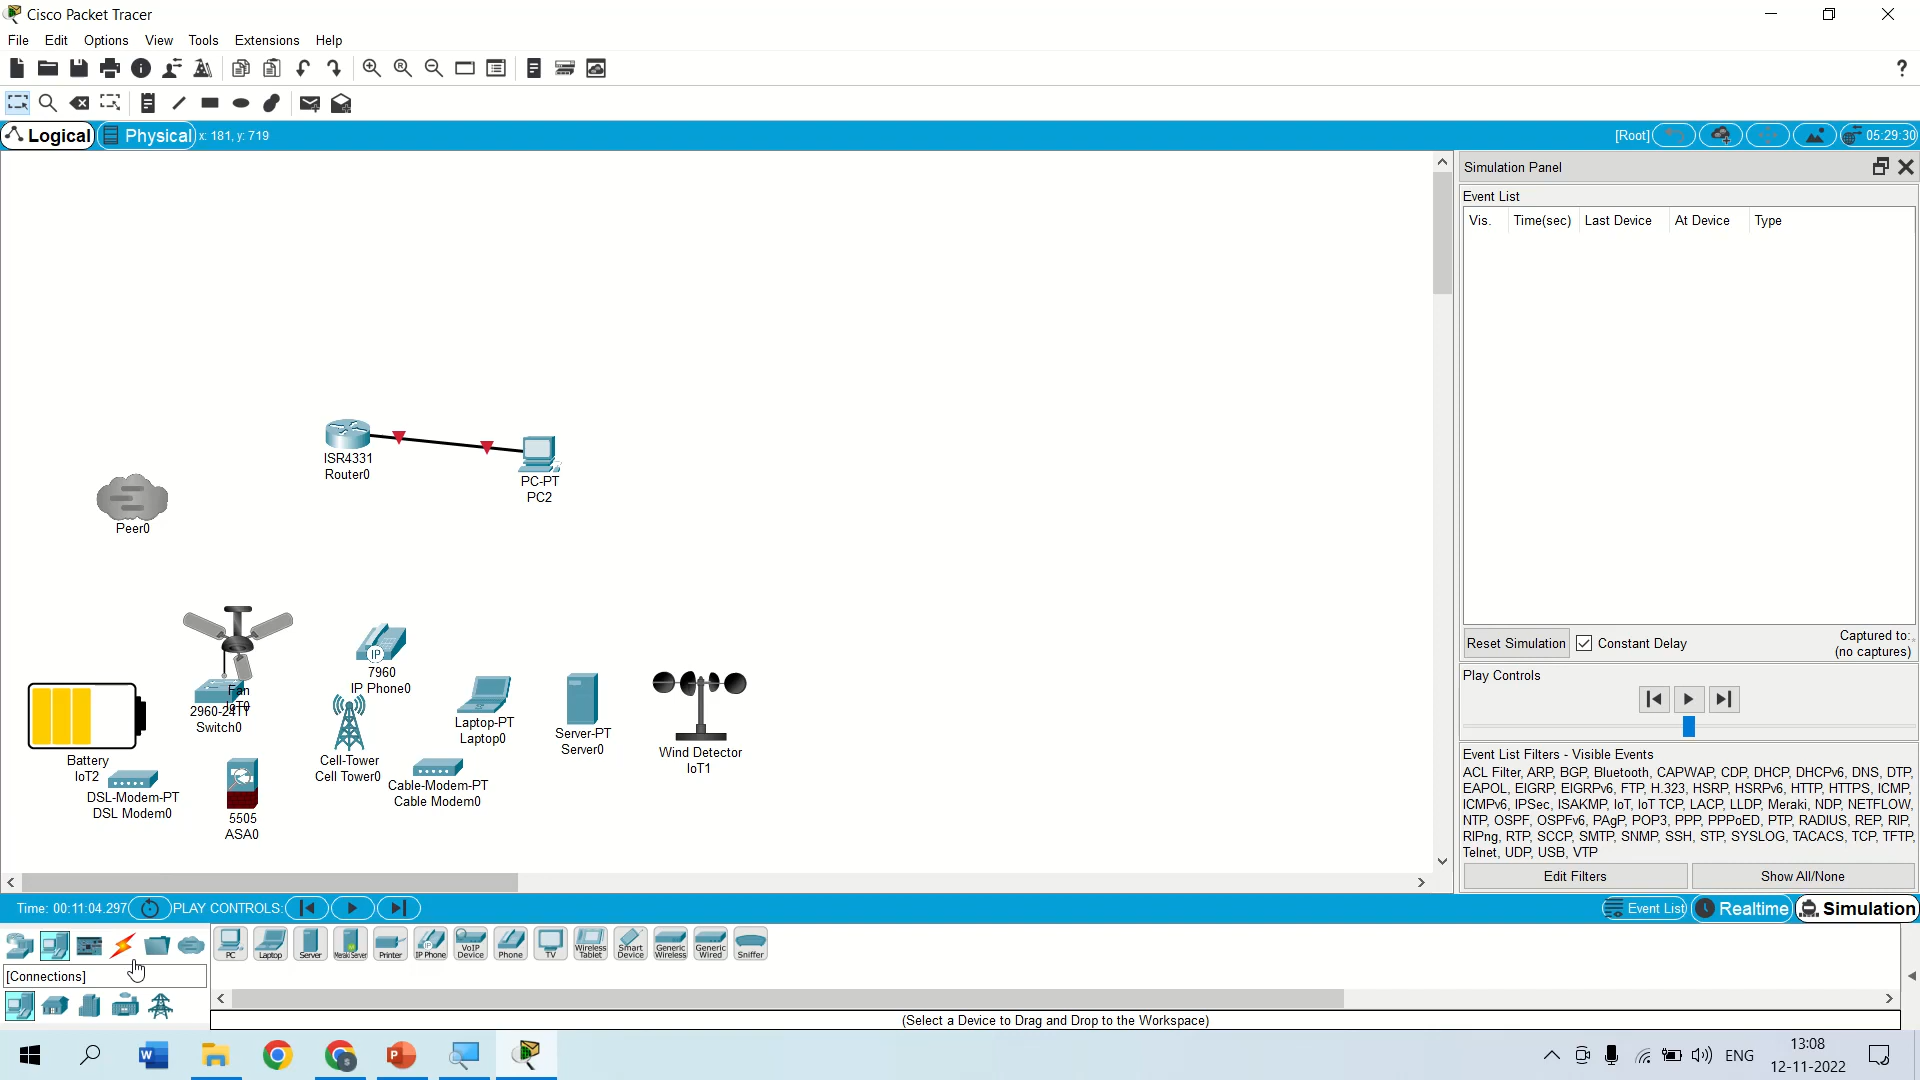 Cisco Packet Tracer
File Edit Options View Tools Extensions Help
?
Logical Physical x: 181, y: 719 [Root] 05:29:30
Simulation Panel
Event List
Vis. Time(sec) Last Device At Device Type
ISR4331
Router0
PC-PT
PC2
Peer0
IP
7960
IP Phone0
Fan
IoT0
2960-24TT
Switch0
Laptop-PT
Laptop0
Server-PT
Server0
Wind Detector
IoT1
Battery
IoT2
Cell-Tower
Cell Tower0
Cable-Modem-PT
Cable Modem0
DSL-Modem-PT
DSL Modem0
5505
ASA0
Reset Simulation Constant Delay Captured to:
(no captures)
Play Controls
Event List Filters - Visible Events
ACL Filter, ARP, BGP, Bluetooth, CAPWAP, CDP, DHCP, DHCPv6, DNS, DTP,
EAPOL, EIGRP, EIGRPv6, FTP, H.323, HSRP, HSRPv6, HTTP, HTTPS, ICMP,
ICMPv6, IPSec, ISAKMP, IoT, IoT TCP, LACP, LLDP, Meraki, NDP, NETFLOW,
NTP, OSPF, OSPFv6, PAgP, POP3, PPP, PPPoED, PTP, RADIUS, REP, RIP,
RIPng, RTP, SCCP, SMTP, SNMP, SSH, STP, SYSLOG, TACACS, TCP, TFTP,
Telnet, UDP, USB, VTP
Edit Filters Show All/None
Time: 00:11:04.297 PLAY CONTROLS: Event List Realtime Simulation
PC Laptop Server Meraki Server Printer IP Phone VoIP Device Phone TV Wireless Tablet Smart Device Generic Wireless Generic Wired Sniffer
[Connections]
(Select a Device to Drag and Drop to the Workspace)
ENG 13:08
12-11-2022